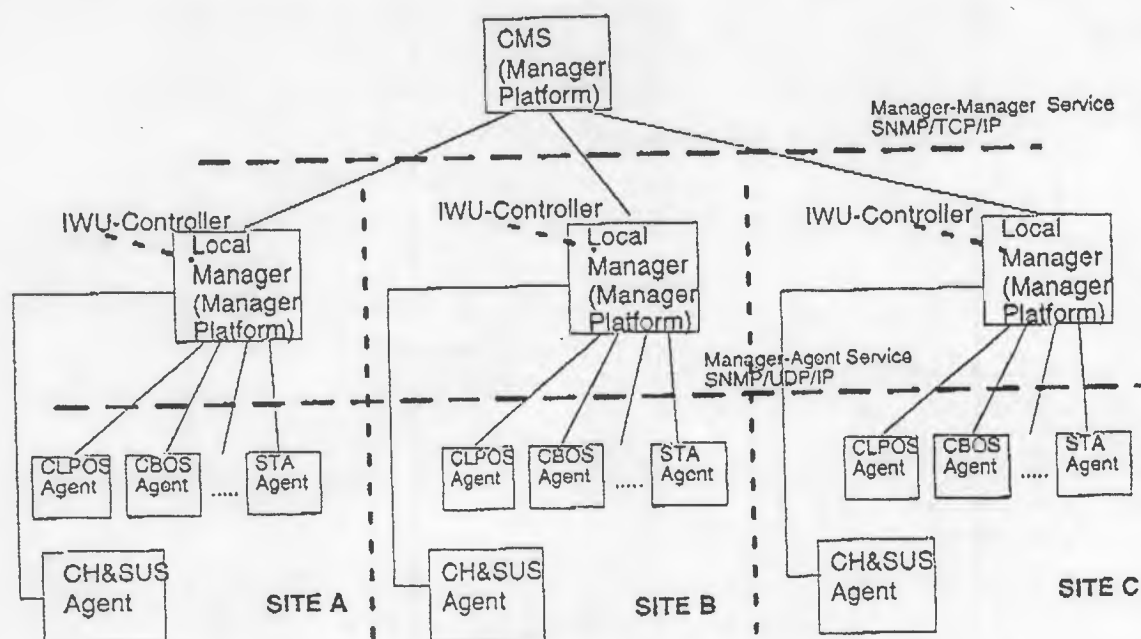 CMS
(Manager
Platform)
Manager-Manager Service
SNMP/TCP/IP
IWU-Controller
Local
Manager
(Manager
Platform)
IWU-Controller
Local
Manager
(Manager
Platform)
IWU-Controller
Local
Manager
(Manager
Platform)
Manager-Agent Service
SNMP/UDP/IP
CLPOS
Agent
CBOS
Agent
.....
STA
Agent
CLPOS
Agent
CBOS
Agent
.....
STA
Agent
CLPOS
Agent
CBOS
Agent
.....
STA
Agent
CH&SUS
Agent
SITE A
CH&SUS
Agent
SITE B
CH&SUS
Agent
SITE C